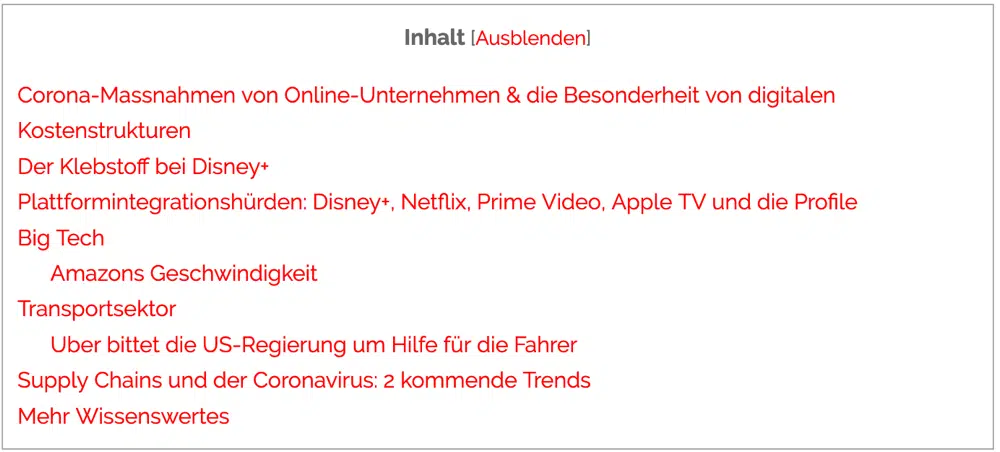 Inhalt [Ausblenden]
Corona-Massnahmen von Online-Unternehmen & die Besonderheit von digitalen
Kostenstrukturen
Der Klebstoff bei Disney+
Plattformintegrationshürden: Disney+, Netflix, Prime Video, Apple TV und die Profile
Big Tech
Amazons Geschwindigkeit
Transportsektor
Uber bittet die US-Regierung um Hilfe für die Fahrer
Supply Chains und der Coronavirus: 2 kommende Trends
Mehr Wissenswertes